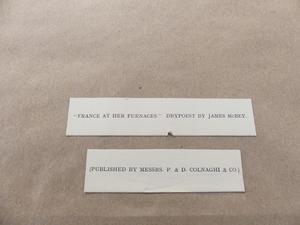 "FRANCE AT HER FURNACES." DRYPOINT BY JAMES McBEY.
(PUBLISHED BY MESSRS. P. & D. COLNAGHI & CO.)